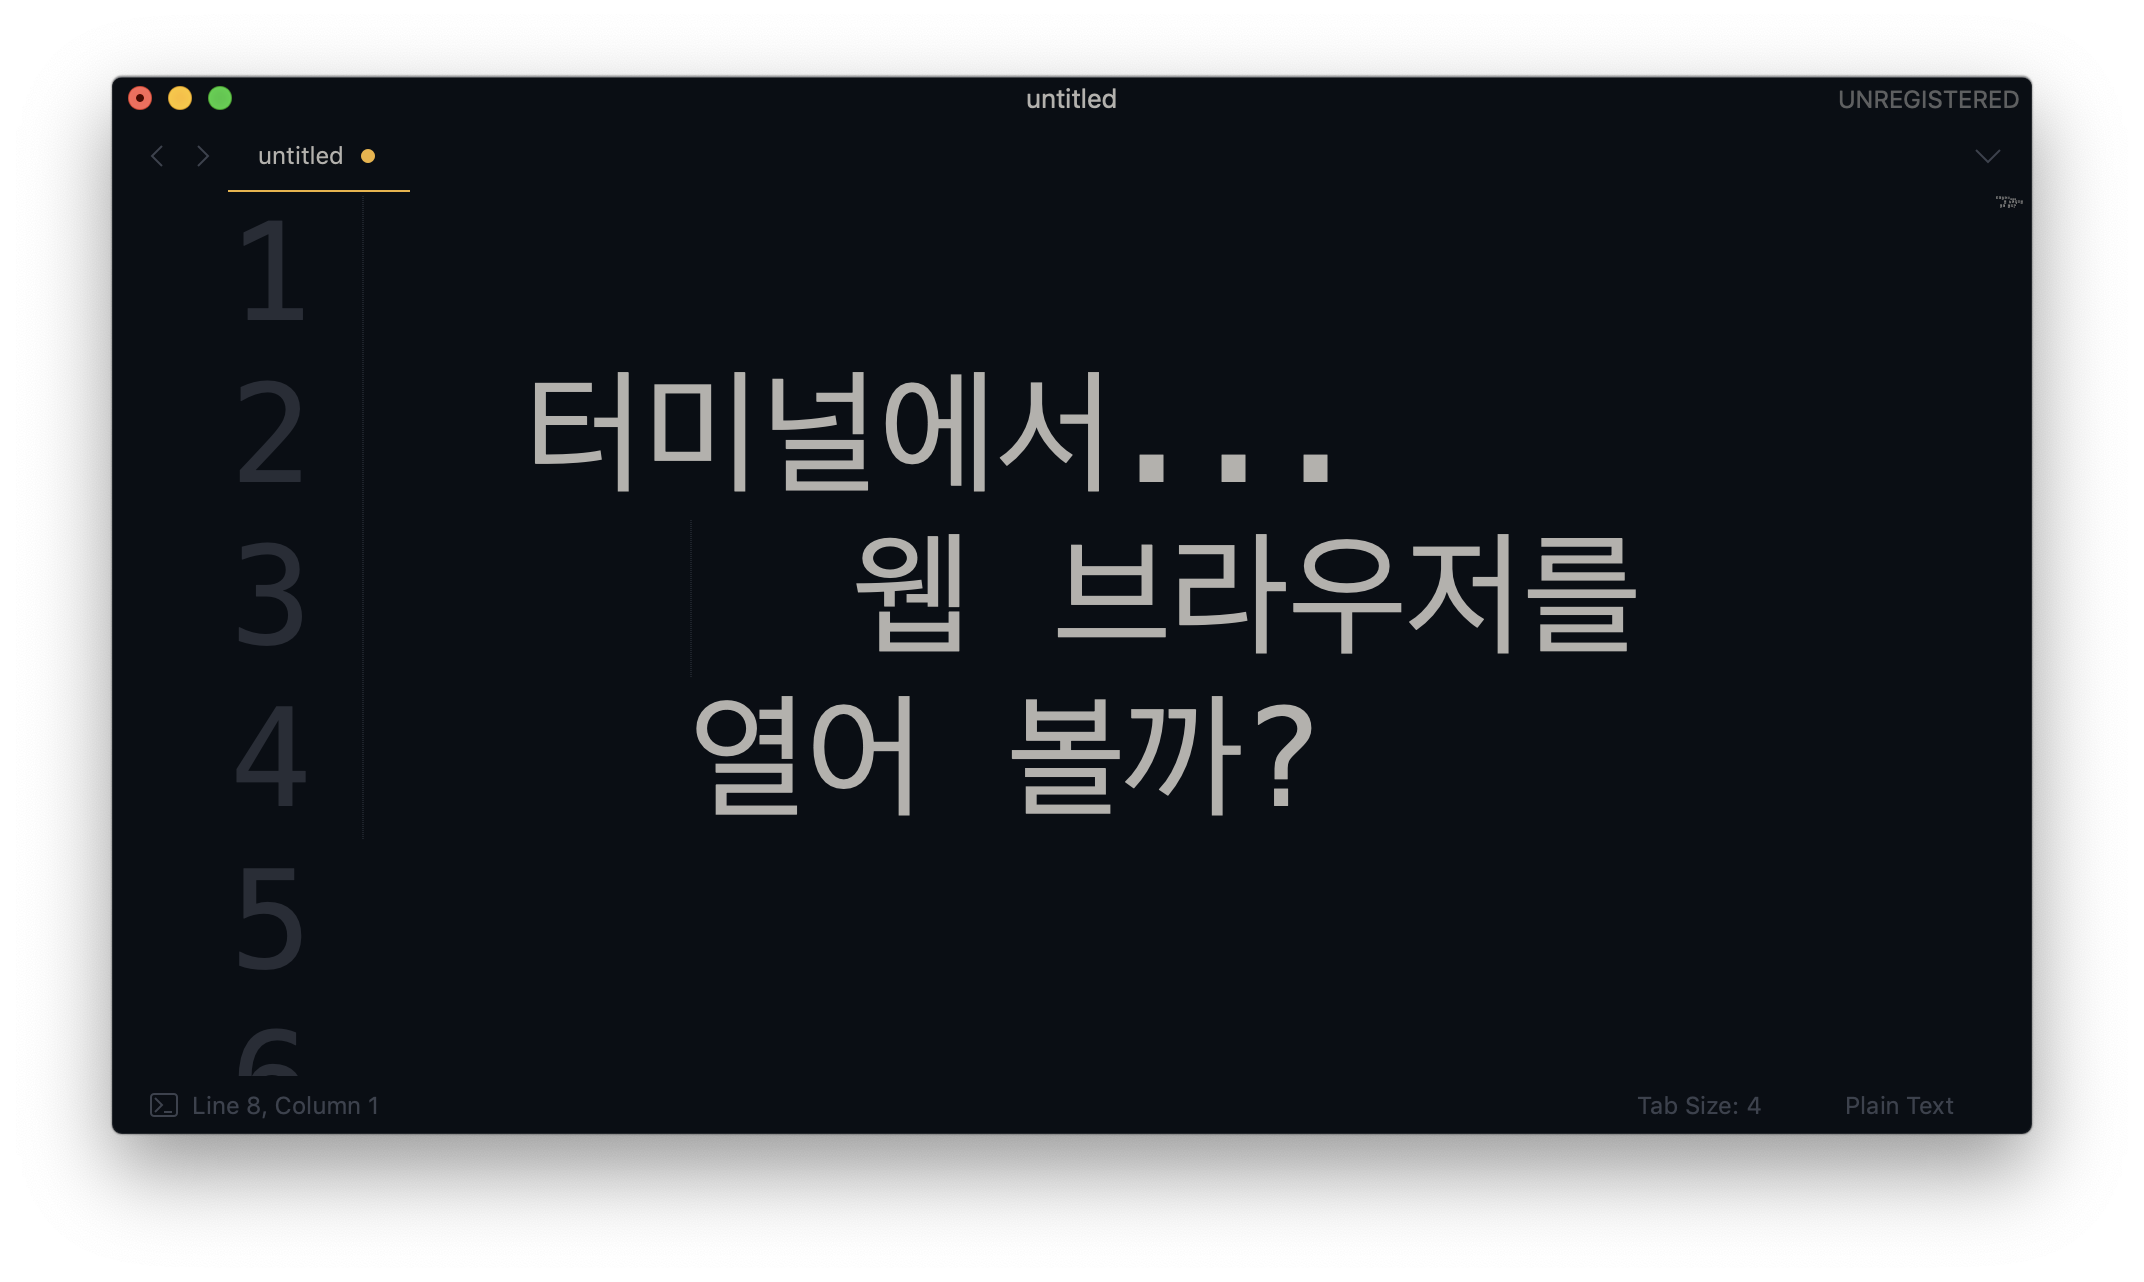 untitled
UNREGISTERED
untitled
1
2 터미널에서...
3 웹 브라우저를
4 열어 볼까?
5
6
Line 8, Column 1
Tab Size: 4
Plain Text